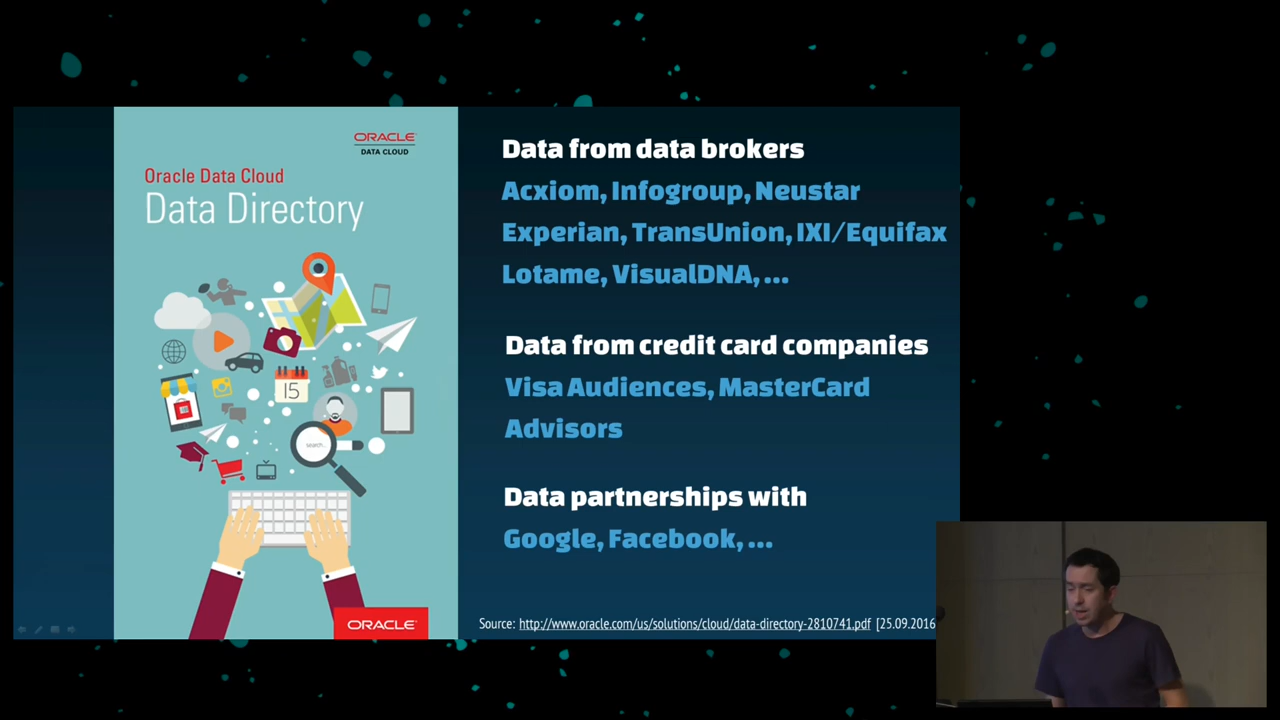 ORACLE
DATA CLOUD
Oracle Data Cloud
Data Directory
15
search...
ORACLE
Data from data brokers
Acxiom, Infogroup, Neustar
Experian, TransUnion, IXI/Equifax
Lotame, VisualDNA, ...
Data from credit card companies
Visa Audiences, MasterCard
Advisors
Data partnerships with
Google, Facebook, ...
Source: http://www.oracle.com/us/solutions/cloud/data-directory-2810741.pdf [25.09.2016